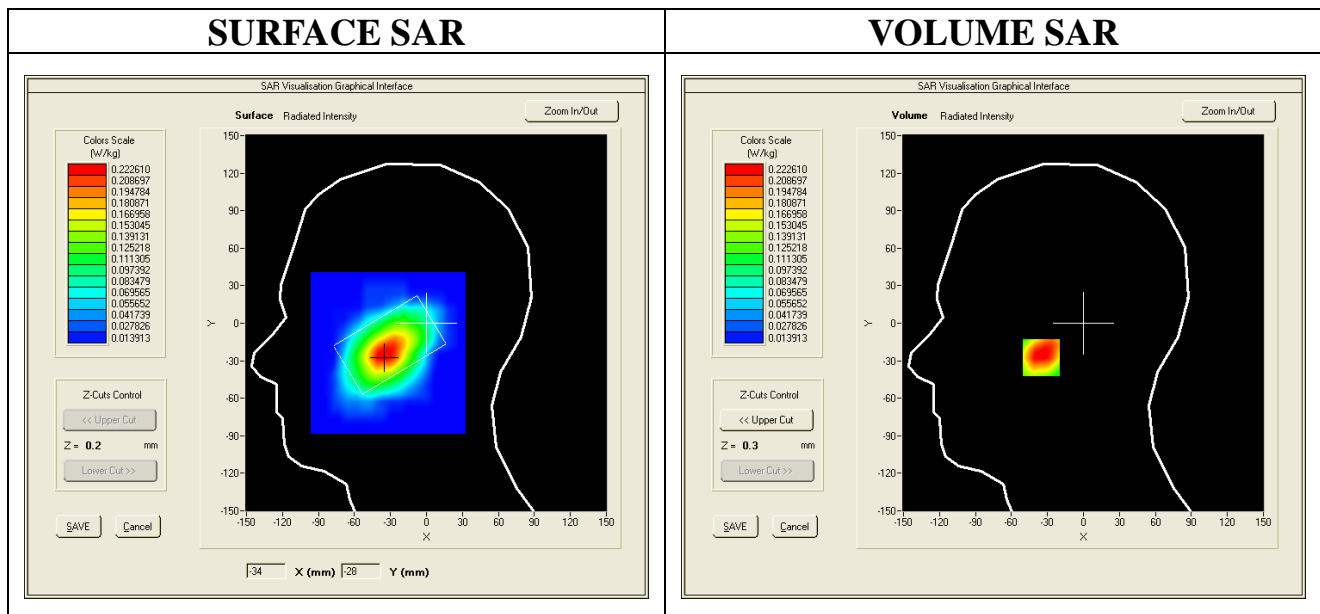 SURFACE SAR
VOLUME SAR
SAR Visualisation Graphical Interface
Surface Radiated Intensity
Zoom In/Out
Colors Scale
(W/kg)
0.222610
0.208697
0.194784
0.180871
0.166958
0.153045
0.139131
0.125218
0.111305
0.097392
0.083479
0.069565
0.055652
0.041739
0.027826
0.013913
Z-Cuts Control
<< Upper Cut
Z = 0.2 mm
Lower Cut >>
SAVE Cancel
Y
150
120
90
60
30
0
-30
-60
-90
-120
-150
-150 -120 -90 -60 -30 0 30 60 90 120 150
X
-34 X (mm) -28 Y (mm)
SAR Visualisation Graphical Interface
Volume Radiated Intensity
Zoom In/Out
Colors Scale
(W/kg)
0.222610
0.208697
0.194784
0.180871
0.166958
0.153045
0.139131
0.125218
0.111305
0.097392
0.083479
0.069565
0.055652
0.041739
0.027826
0.013913
Z-Cuts Control
<< Upper Cut
Z = 0.3 mm
Lower Cut >>
SAVE Cancel
Y
150
120
90
60
30
0
-30
-60
-90
-120
-150
-150 -120 -90 -60 -30 0 30 60 90 120 150
X